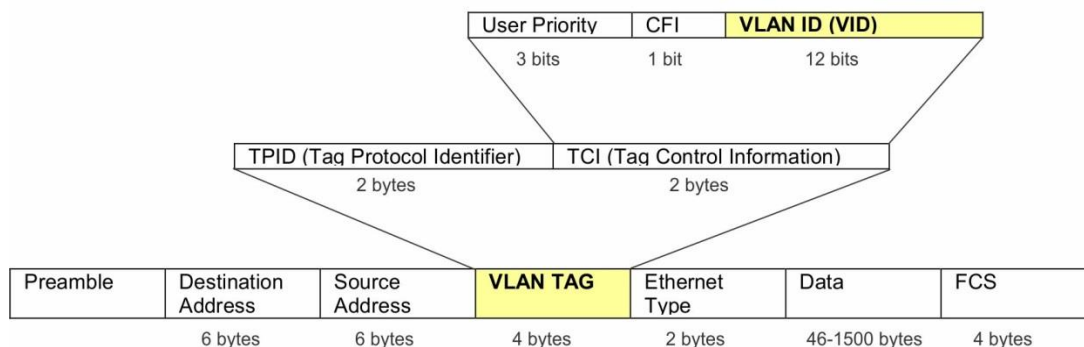 User Priority CFI VLAN ID (VID)
3 bits 1 bit 12 bits
TPID (Tag Protocol Identifier) TCI (Tag Control Information)
2 bytes 2 bytes
Preamble Destination Address Source Address VLAN TAG Ethernet Type Data FCS
6 bytes 6 bytes 4 bytes 2 bytes 46-1500 bytes 4 bytes